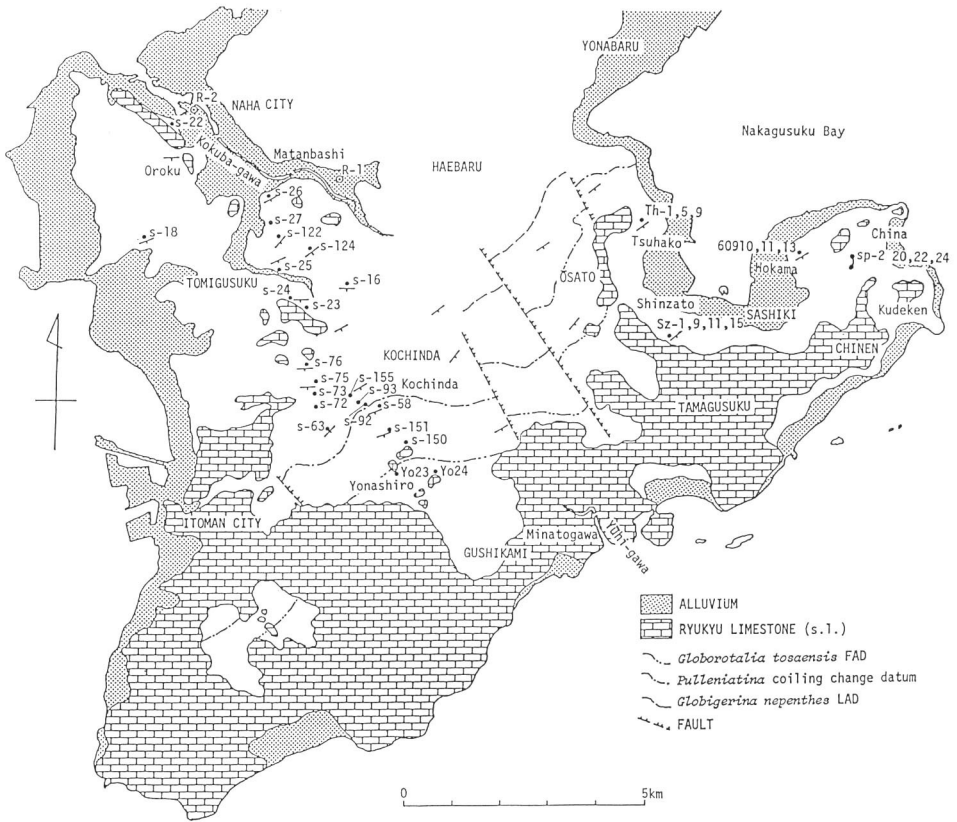 YONABARU
R-2
NAHA CITY
s-22
Nakagusuku Bay
Kokuba-gawa
Matanbashi
HAEBARU
Oroku
R-1
s-26
s-27
Th-1,5,9
s-122
s-18
s-124
Tsuhako
China
60910,11,13
sp-2 20,22,24
s-25
OSATO
Hokama
TOMIGUSUKU
s-16
s-24
s-23
Shinzato
SASHIKI
Kudeken
Sz-1,9,11,15
CHINEN
KOCHINDA
s-76
s-75
s-155
Kochinda
s-73
s-93
s-72
s-58
TAMAGUSUKU
s-63
s-92
s-151
s-150
Yo23
Yo24
Yonashiro
ITOMAN CITY
Minatogawa
Yuhi-gawa
GUSHIKAMI
ALLUVIUM
RYUKYU LIMESTONE (s.l.)
Globorotalia tosaensis FAD
Pulleniatina coiling change datum
Globigerina nepenthes LAD
FAULT
0 5km